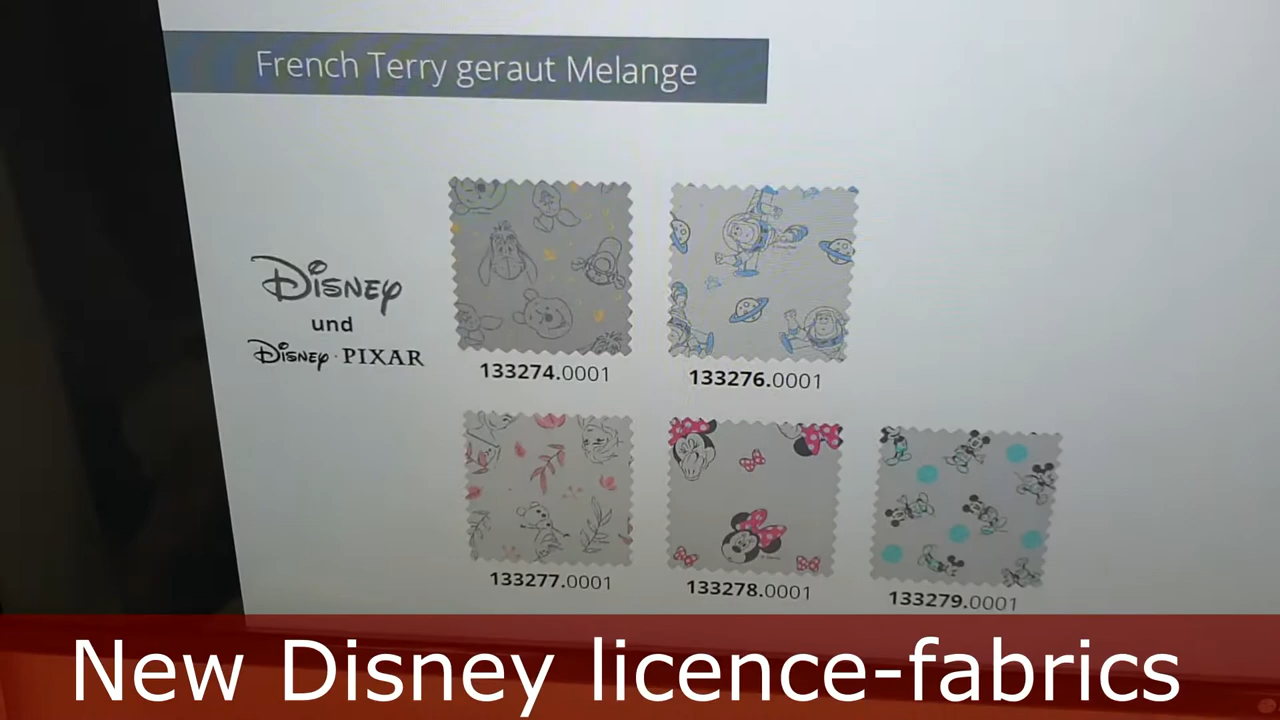 French Terry geraut Melange
Disney
und
Disney · PIXAR
133274.0001
133276.0001
133277.0001
133278.0001
133279.0001
New Disney licence-fabrics